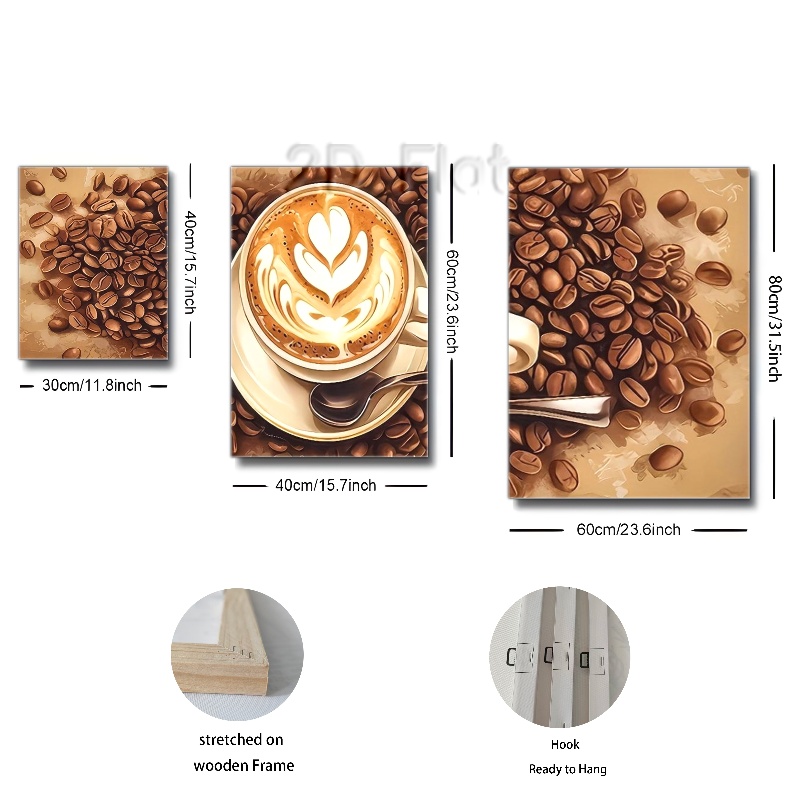 2D Flat
40cm/15.7inch
60cm/23.6inch
80cm/31.5inch
30cm/11.8inch
40cm/15.7inch
60cm/23.6inch
stretched on
wooden Frame
Hook
Ready to Hang